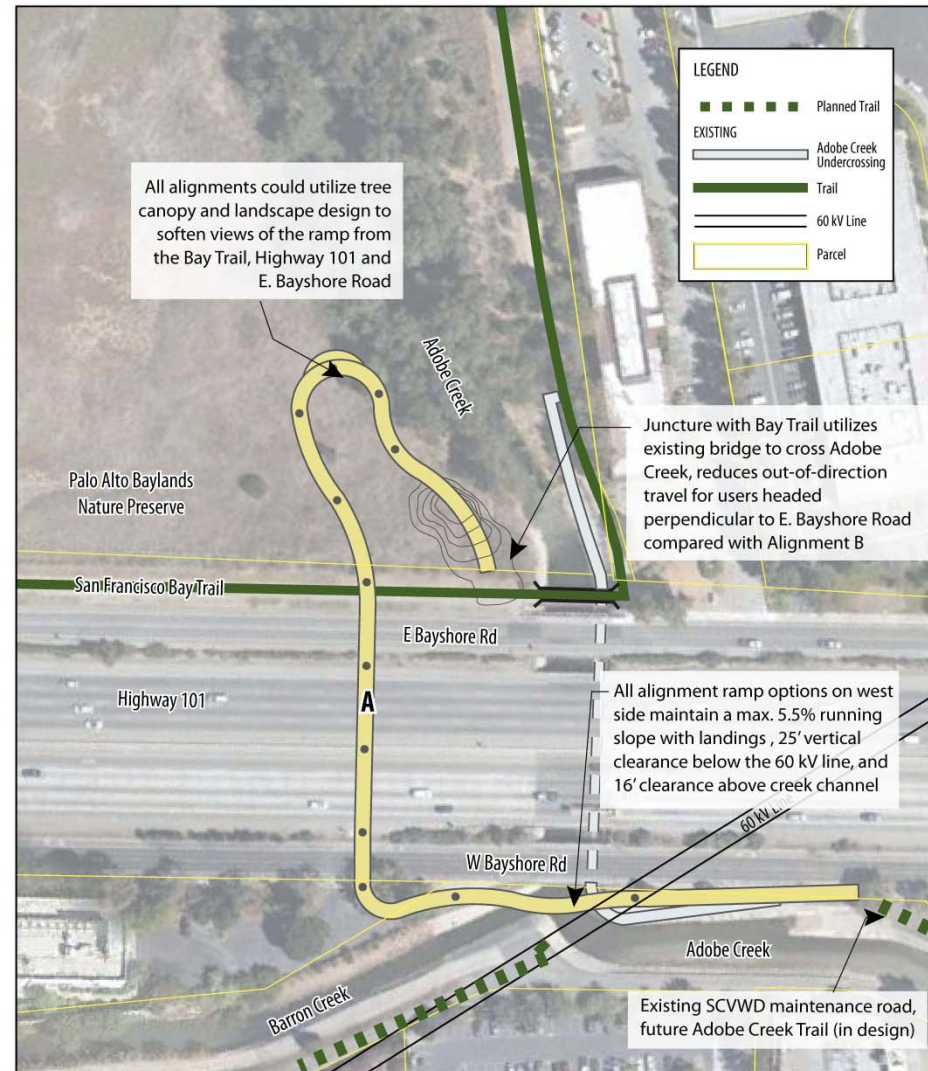 LEGEND
Planned Trail
EXISTING
Adobe Creek
Undercrossing
Trail
60 kV Line
Parcel
All alignments could utilize tree
canopy and landscape design to
soften views of the ramp from
the Bay Trail, Highway 101 and
E. Bayshore Road
Adobe Creek
Juncture with Bay Trail utilizes
existing bridge to cross Adobe
Creek, reduces out-of-direction
travel for users headed
perpendicular to E. Bayshore Road
compared with Alignment B
Palo Alto Baylands
Nature Preserve
San Francisco Bay Trail
E Bayshore Rd
Highway 101
A
All alignment ramp options on west
side maintain a max. 5.5% running
slope with landings , 25’ vertical
clearance below the 60 kV line, and
16’ clearance above creek channel
60 kV Line
W Bayshore Rd
Adobe Creek
Barron Creek
Existing SCVWD maintenance road,
future Adobe Creek Trail (in design)